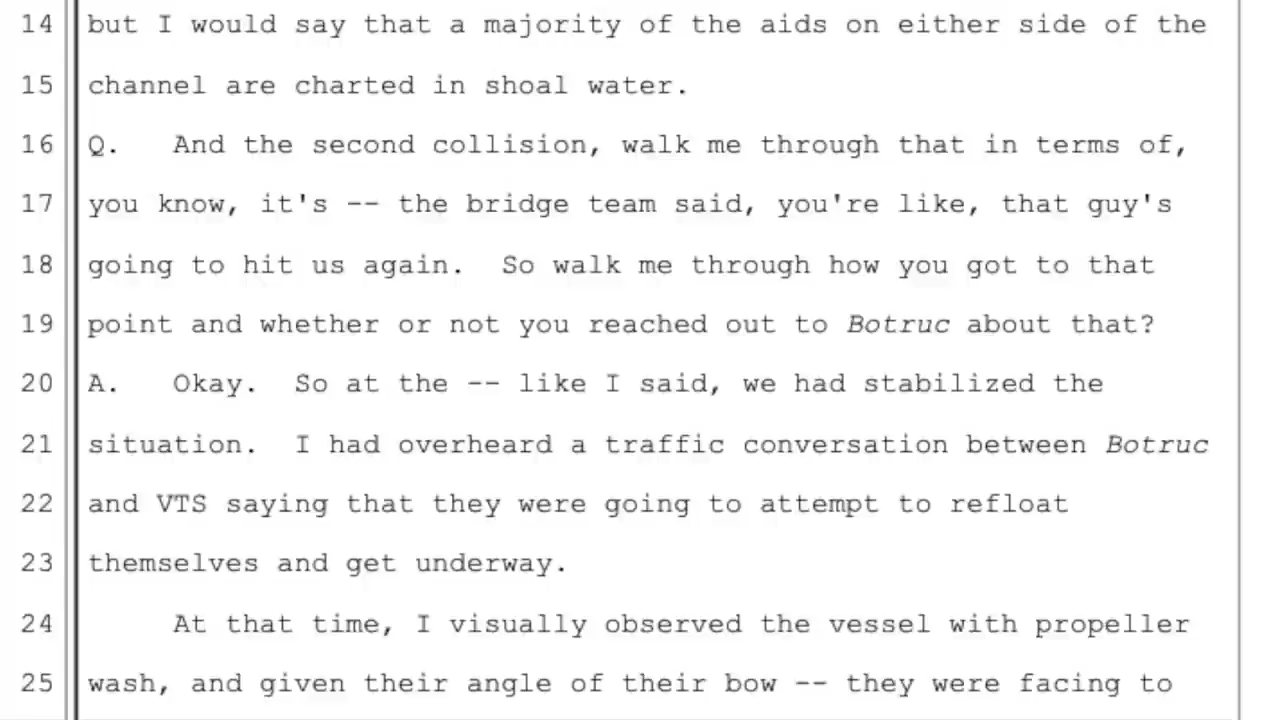 14 but I would say that a majority of the aids on either side of the
15 channel are charted in shoal water.
16 Q. And the second collision, walk me through that in terms of,
17 you know, it's -- the bridge team said, you're like, that guy's
18 going to hit us again. So walk me through how you got to that
19 point and whether or not you reached out to Botruc about that?
20 A. Okay. So at the -- like I said, we had stabilized the
21 situation. I had overheard a traffic conversation between Botruc
22 and VTS saying that they were going to attempt to refloat
23 themselves and get underway.
24 At that time, I visually observed the vessel with propeller
25 wash, and given their angle of their bow -- they were facing to